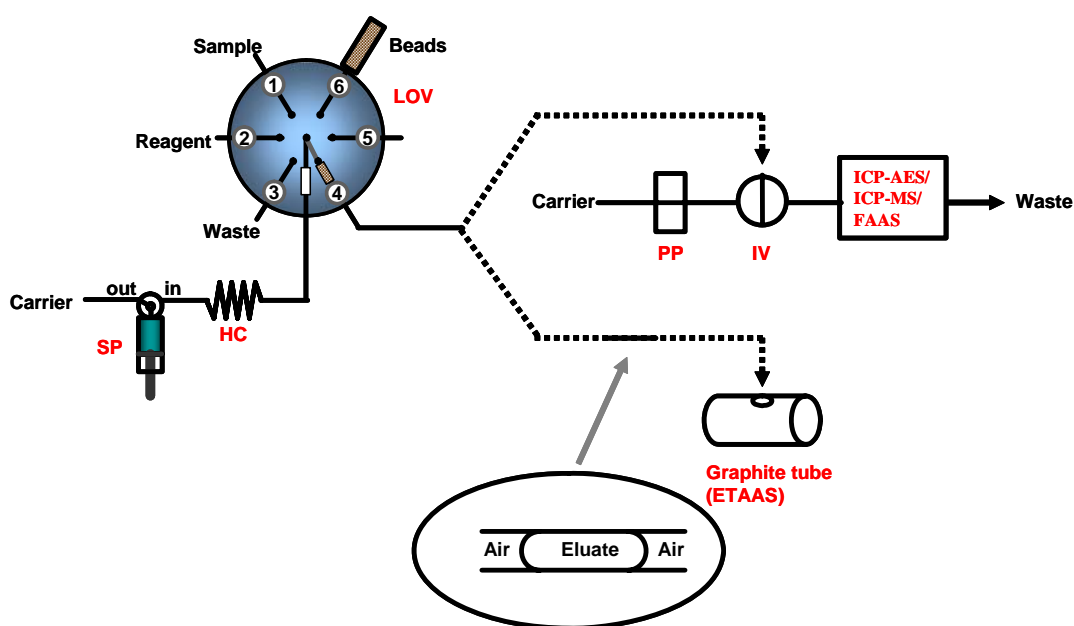 Sample
Beads
1
6
LOV
Reagent
2
5
3
4
Waste
Carrier
out
in
SP
HC
Carrier
PP
IV
ICP-AES/
ICP-MS/
FAAS
Waste
Graphite tube
(ETAAS)
Air
Eluate
Air